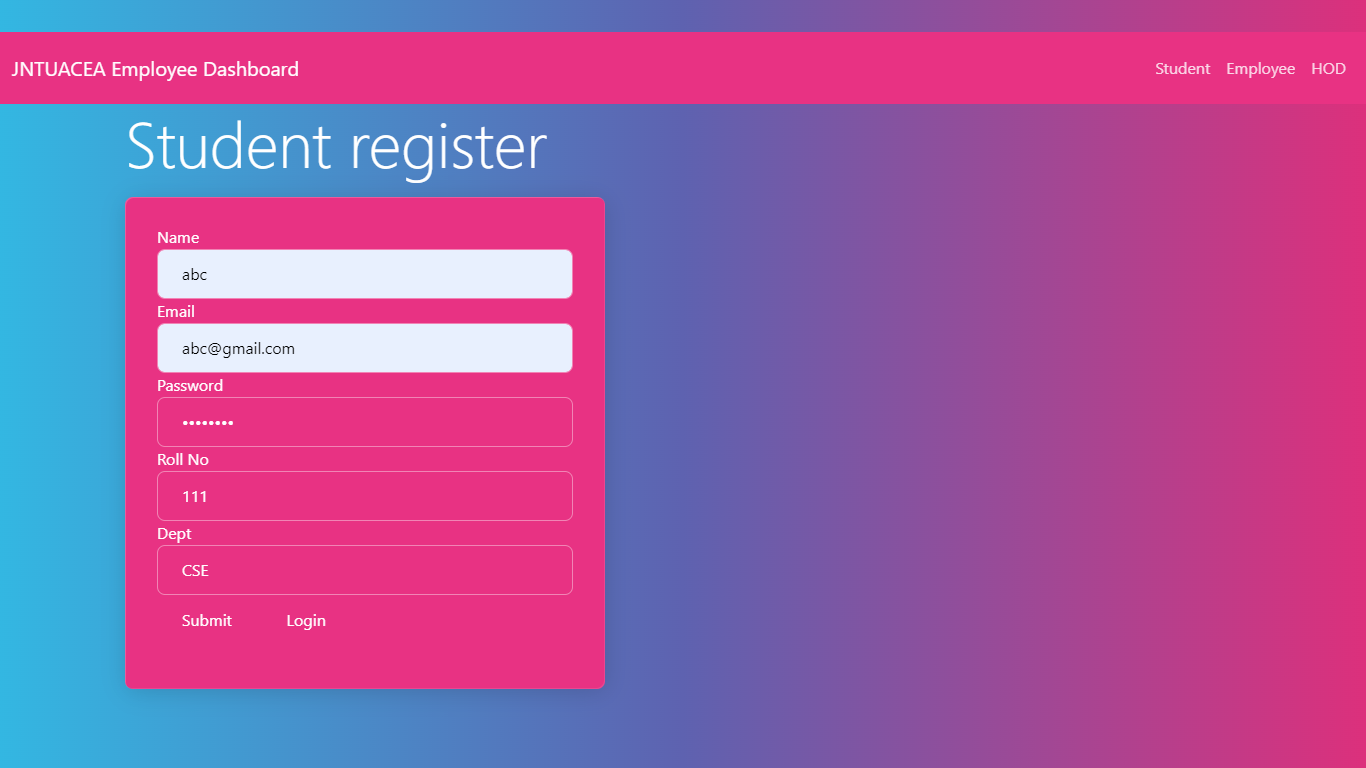 JNTUACEA Employee Dashboard
Student Employee HOD
Student register
Name
abc
Email
abc@gmail.com
Password
••••••••
Roll No
111
Dept
CSE
Submit Login